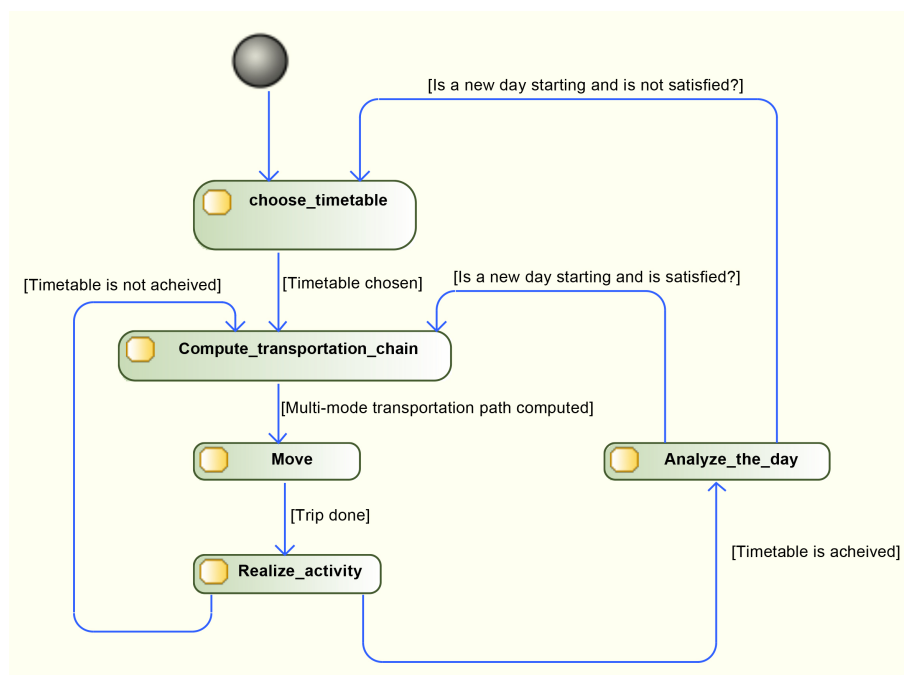 [Is a new day starting and is not satisfied?]
choose_timetable
[Timetable is not acheived]
[Timetable chosen]
[Is a new day starting and is satisfied?]
Compute_transportation_chain
[Multi-mode transportation path computed]
Move
Analyze_the_day
[Trip done]
[Timetable is acheived]
Realize_activity